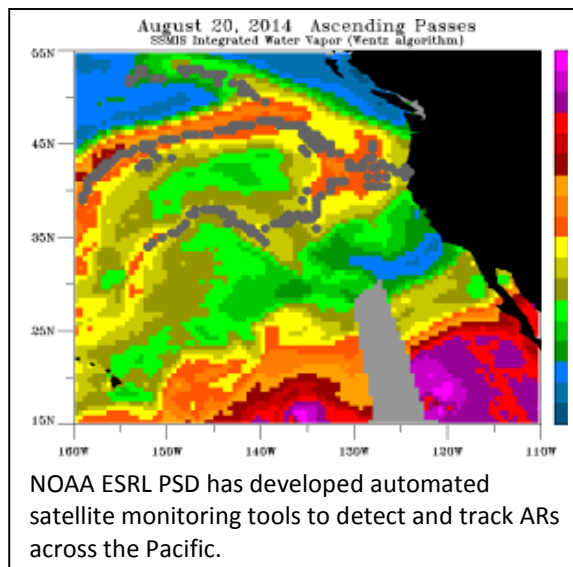 August 20, 2014 Ascending Passes
SSMIS Integrated Water Vapor (Wentz algorithm)
55N
45N
35N
25N
15N
160W 150W 140W 130W 120W 110W
NOAA ESRL PSD has developed automated
satellite monitoring tools to detect and track ARs
across the Pacific.